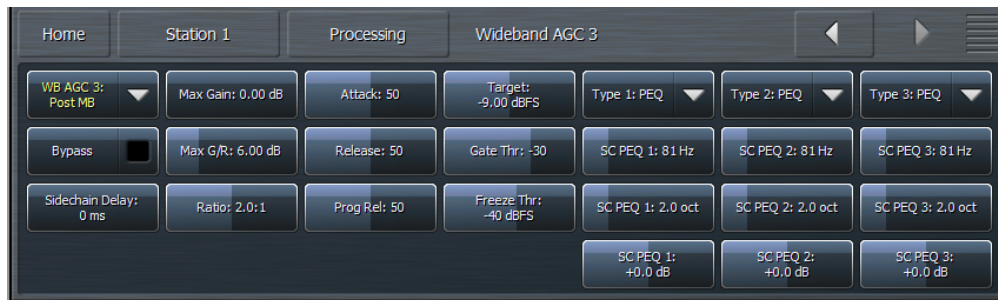 Home
Station 1
Processing
Wideband AGC 3
WB AGC 3:
Post MB
Max Gain: 0.00 dB
Attack: 50
Target:
-9.00 dBFS
Type 1: PEQ
Type 2: PEQ
Type 3: PEQ
Bypass
Max G/R: 6.00 dB
Release: 50
Gate Thr: -30
SC PEQ 1: 81 Hz
SC PEQ 2: 81 Hz
SC PEQ 3: 81 Hz
Sidechain Delay:
0 ms
Ratio: 2.0:1
Prog Rel: 50
Freeze Thr:
-40 dBFS
SC PEQ 1: 2.0 oct
SC PEQ 2: 2.0 oct
SC PEQ 3: 2.0 oct
SC PEQ 1:
+0.0 dB
SC PEQ 2:
+0.0 dB
SC PEQ 3:
+0.0 dB